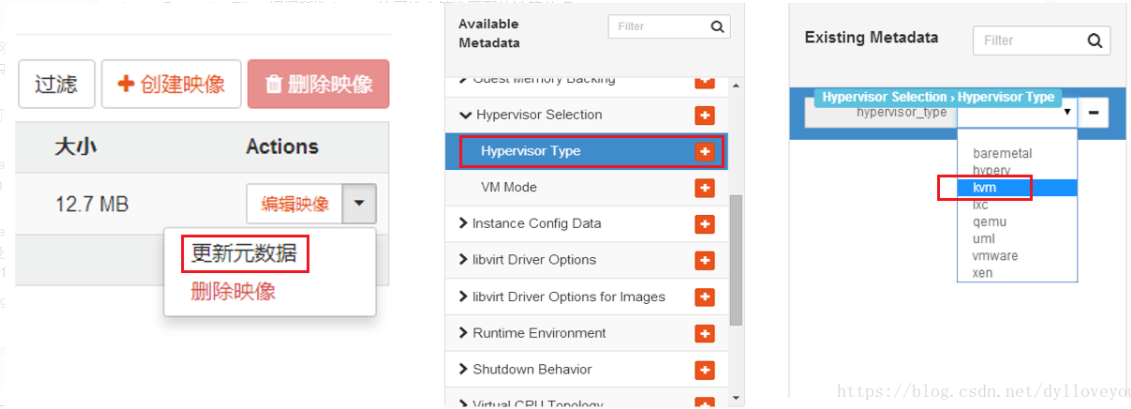 过滤
创建映像
删除映像
大小
Actions
12.7 MB
编辑映像
更新元数据
删除映像
Available
Metadata
Filter
Guest Memory Backing
Hypervisor Selection
Hypervisor Type
VM Mode
Instance Config Data
libvirt Driver Options
libvirt Driver Options for Images
Runtime Environment
Shutdown Behavior
Virtual CPU Topology
Existing Metadata
Filter
Hypervisor Selection › Hypervisor Type
hypervisor_type
baremetal
hyperv
kvm
lxc
qemu
uml
vmware
xen
https://blog.csdn.net/dylloveyou